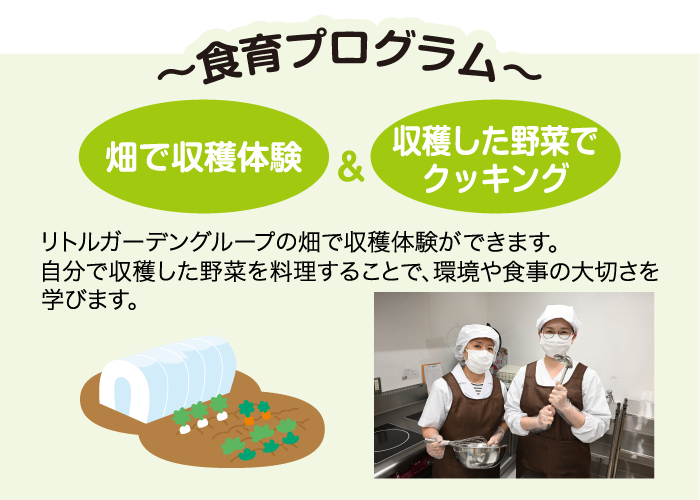 ～食育プログラム～
畑で収穫体験
&
収穫した野菜で
クッキング
リトルガーデングループの畑で収穫体験ができます。
自分で収穫した野菜を料理することで、環境や食事の大切さを
学びます。